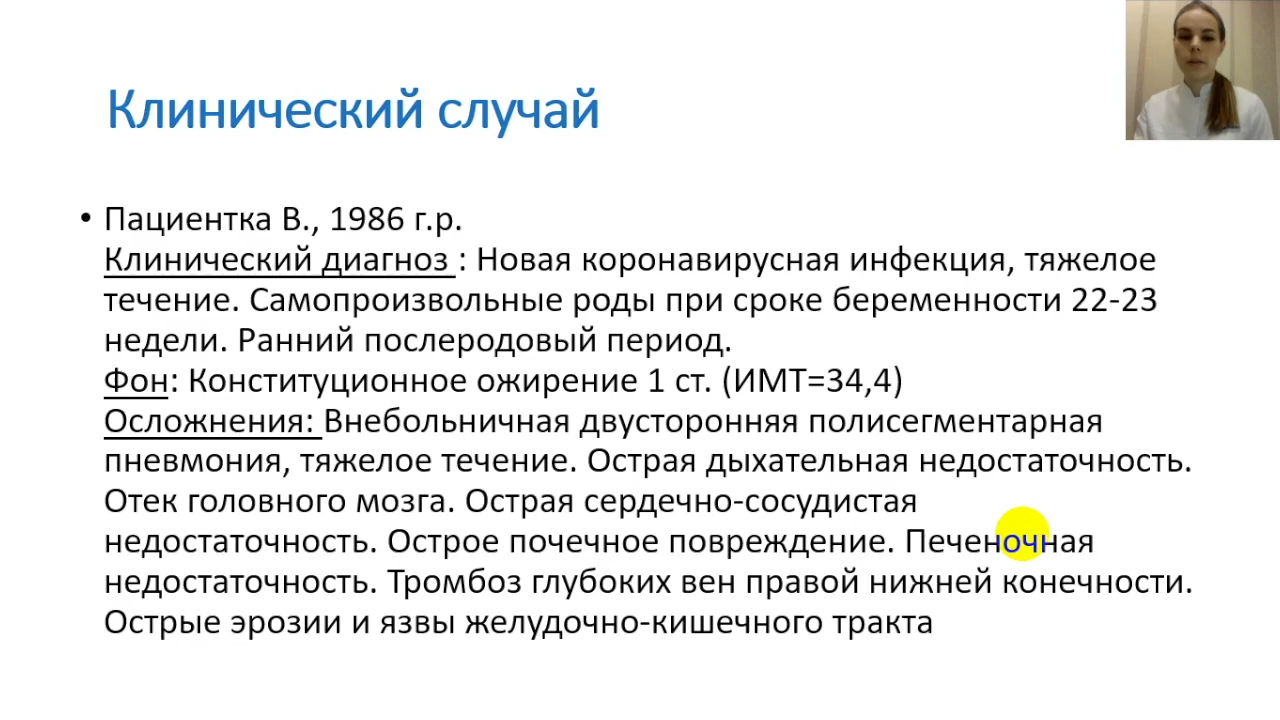 Клинический случай
• Пациентка В., 1986 г.р.
Клинический диагноз : Новая коронавирусная инфекция, тяжелое
течение. Самопроизвольные роды при сроке беременности 22-23
недели. Ранний послеродовый период.
Фон: Конституционное ожирение 1 ст. (ИМТ=34,4)
Осложнения: Внебольничная двусторонняя полисегментарная
пневмония, тяжелое течение. Острая дыхательная недостаточность.
Отек головного мозга. Острая сердечно-сосудистая
недостаточность. Острое почечное повреждение. Печеночная
недостаточность. Тромбоз глубоких вен правой нижней конечности.
Острые эрозии и язвы желудочно-кишечного тракта